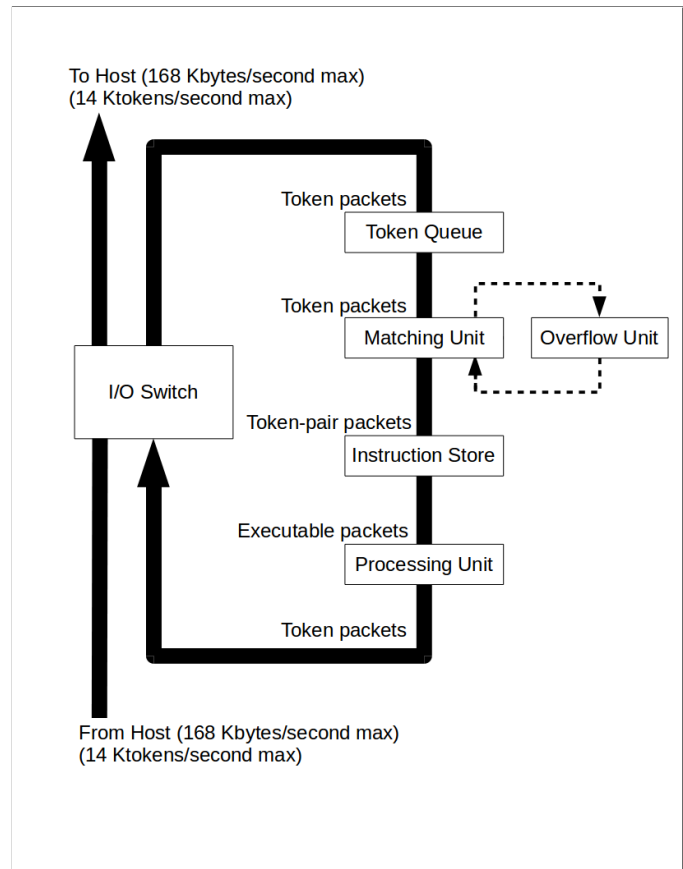 To Host (168 Kbytes/second max)
(14 Ktokens/second max)
Token packets
Token Queue
Token packets
Matching Unit
Overflow Unit
I/O Switch
Token-pair packets
Instruction Store
Executable packets
Processing Unit
Token packets
From Host (168 Kbytes/second max)
(14 Ktokens/second max)